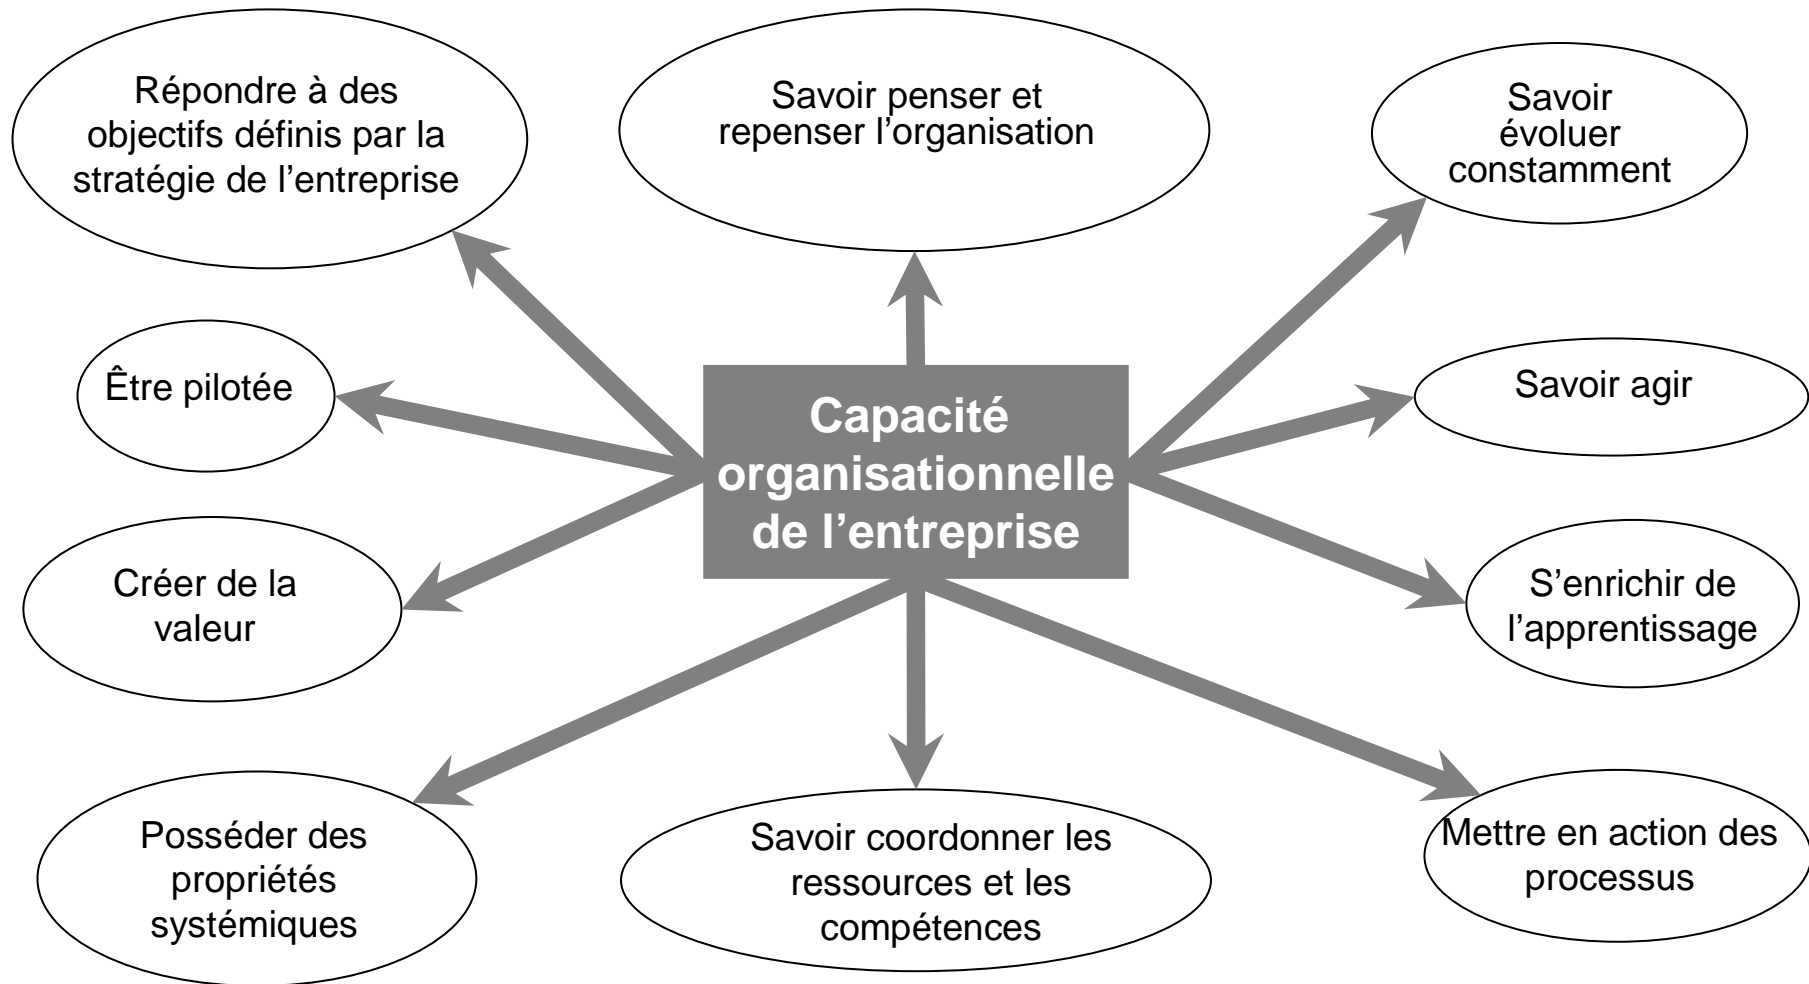 Répondre à des
objectifs définis par la
stratégie de l’entreprise
Savoir penser et
repenser l’organisation
Savoir
évoluer
constamment
Être pilotée
Capacité
organisationnelle
de l’entreprise
Savoir agir
Créer de la
valeur
S’enrichir de
l’apprentissage
Posséder des
propriétés
systémiques
Savoir coordonner les
ressources et les
compétences
Mettre en action des
processus